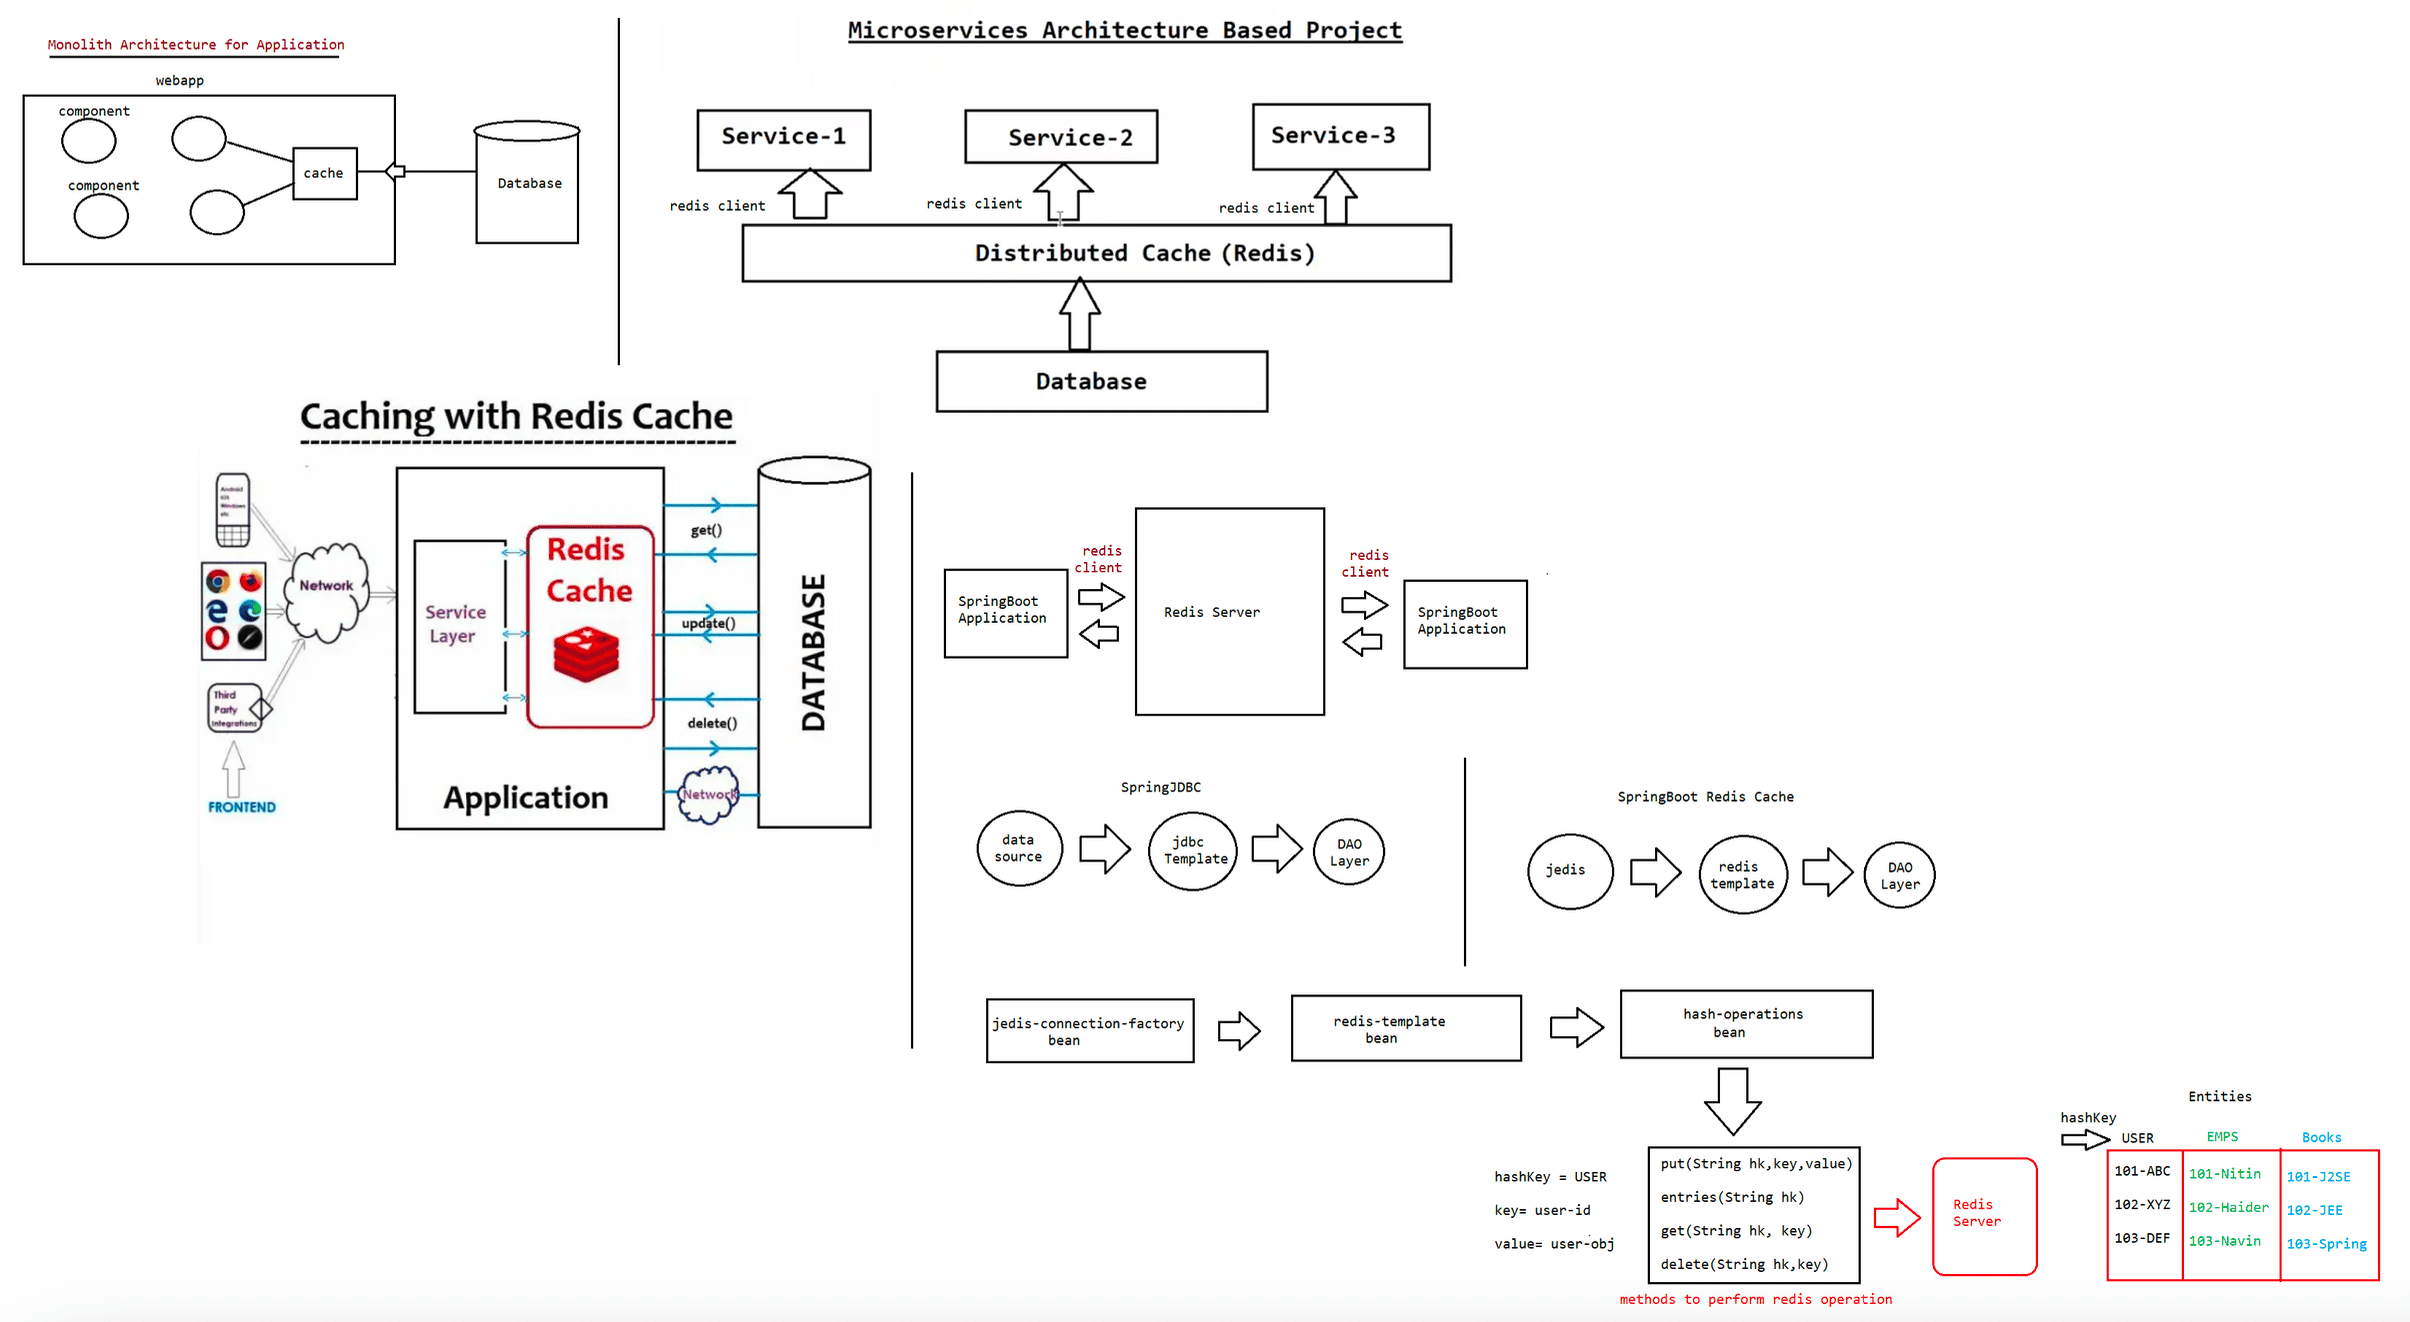 Monolith Architecture for Application
webapp
component
component
cache
Database
Microservices Architecture Based Project
Service-1
Service-2
Service-3
redis client
redis client
redis client
Distributed Cache (Redis)
Database
Caching with Redis Cache
Android
iOS
Windows
etc
Network
Third
Party
Integrations
FRONTEND
Service
Layer
Redis
Cache
Application
get()
update()
delete()
Network
DATABASE
SpringBoot
Application
redis
client
Redis Server
redis
client
SpringBoot
Application
SpringJDBC
data
source
jdbc
Template
DAO
Layer
SpringBoot Redis Cache
jedis
redis
template
DAO
Layer
jedis-connection-factory
bean
redis-template
bean
hash-operations
bean
hashKey = USER
key= user-id
value= user-obj
put(String hk,key,value)
entries(String hk)
get(String hk, key)
delete(String hk,key)
methods to perform redis operation
Redis
Server
Entities
hashKey
USER EMPS Books
101-ABC 101-Nitin 101-J2SE
102-XYZ 102-Haider 102-JEE
103-DEF 103-Navin 103-Spring